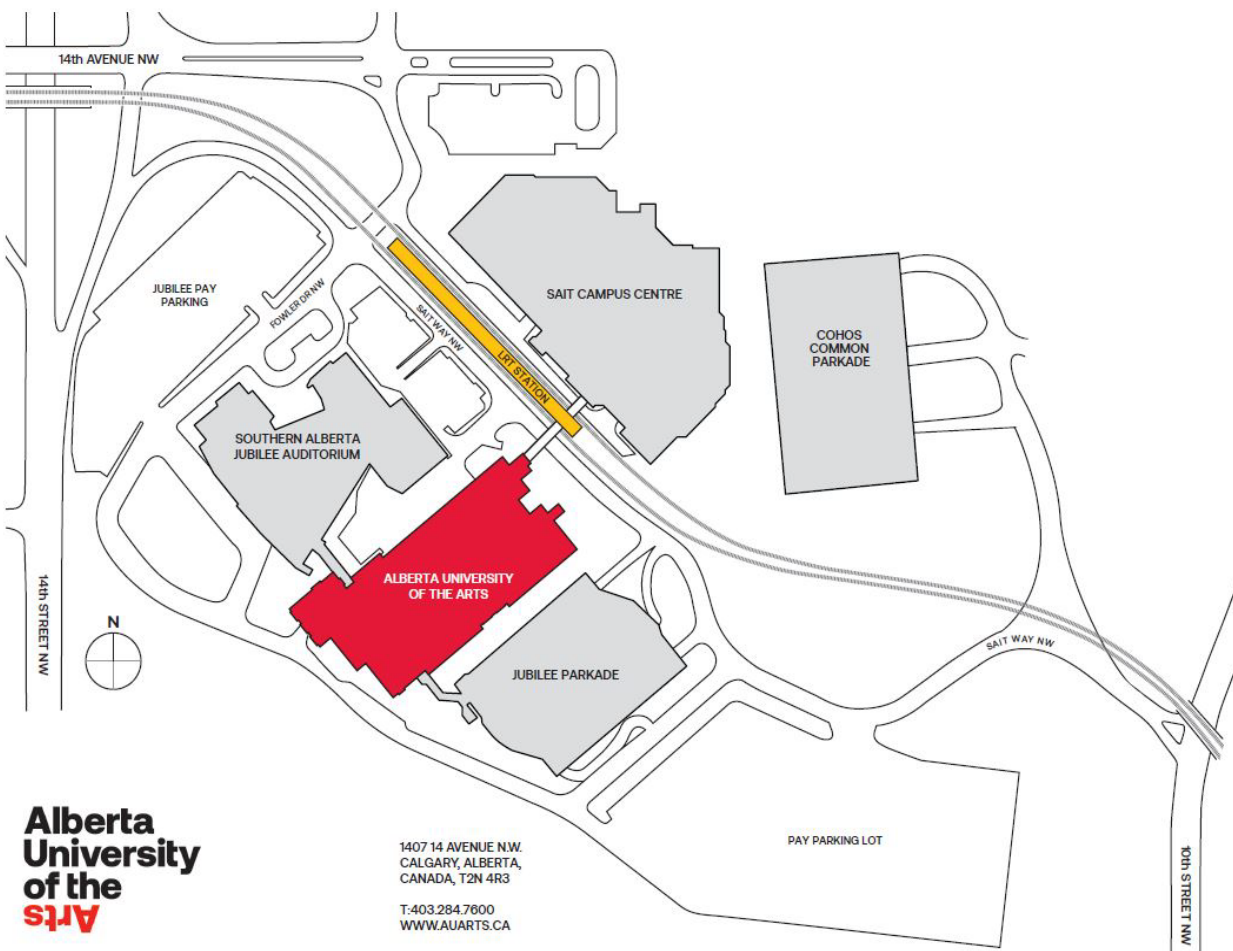 14th AVENUE NW
JUBILEE PAY
PARKING
FOWLER DR NW
SAIT WAY NW
LRT STATION
SAIT CAMPUS CENTRE
COHOS
COMMON
PARKADE
SOUTHERN ALBERTA
JUBILEE AUDITORIUM
ALBERTA UNIVERSITY
OF THE ARTS
14th STREET NW
N
JUBILEE PARKADE
SAIT WAY NW
PAY PARKING LOT
10th STREET NW
Alberta
University
of the
Arts
1407 14 AVENUE N.W.
CALGARY, ALBERTA,
CANADA, T2N 4R3
T:403.284.7600
WWW.AUARTS.CA